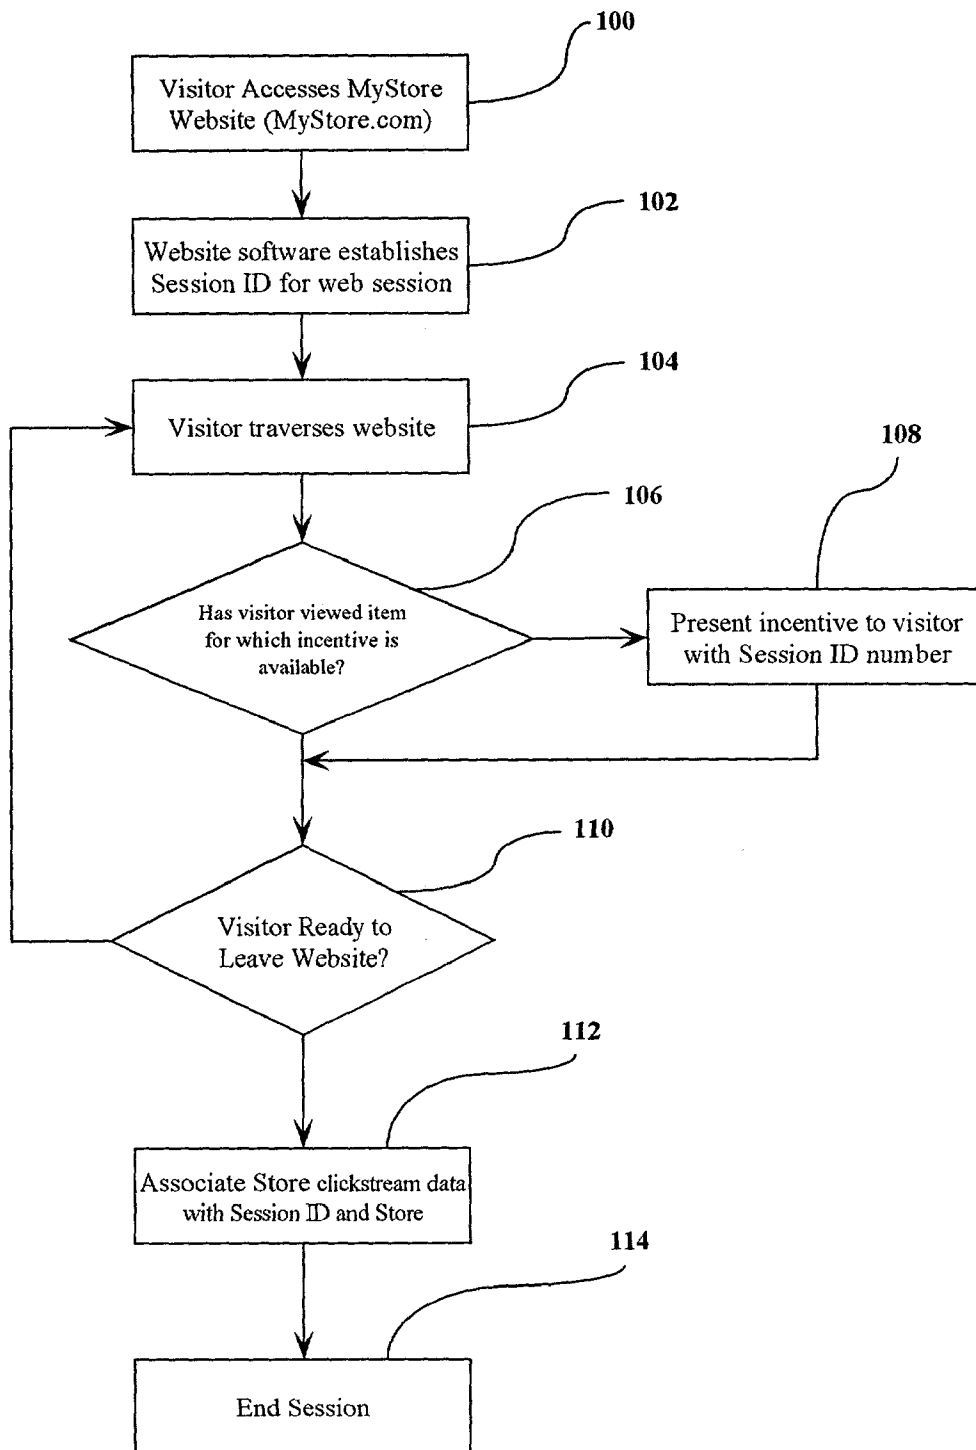 100
Visitor Accesses MyStore
Website (MyStore.com)
102
Website software establishes
Session ID for web session
104
Visitor traverses website
106
Has visitor viewed item
for which incentive is
available?
108
Present incentive to visitor
with Session ID number
110
Visitor Ready to
Leave Website?
112
Associate Store clickstream data
with Session ID and Store
114
End Session